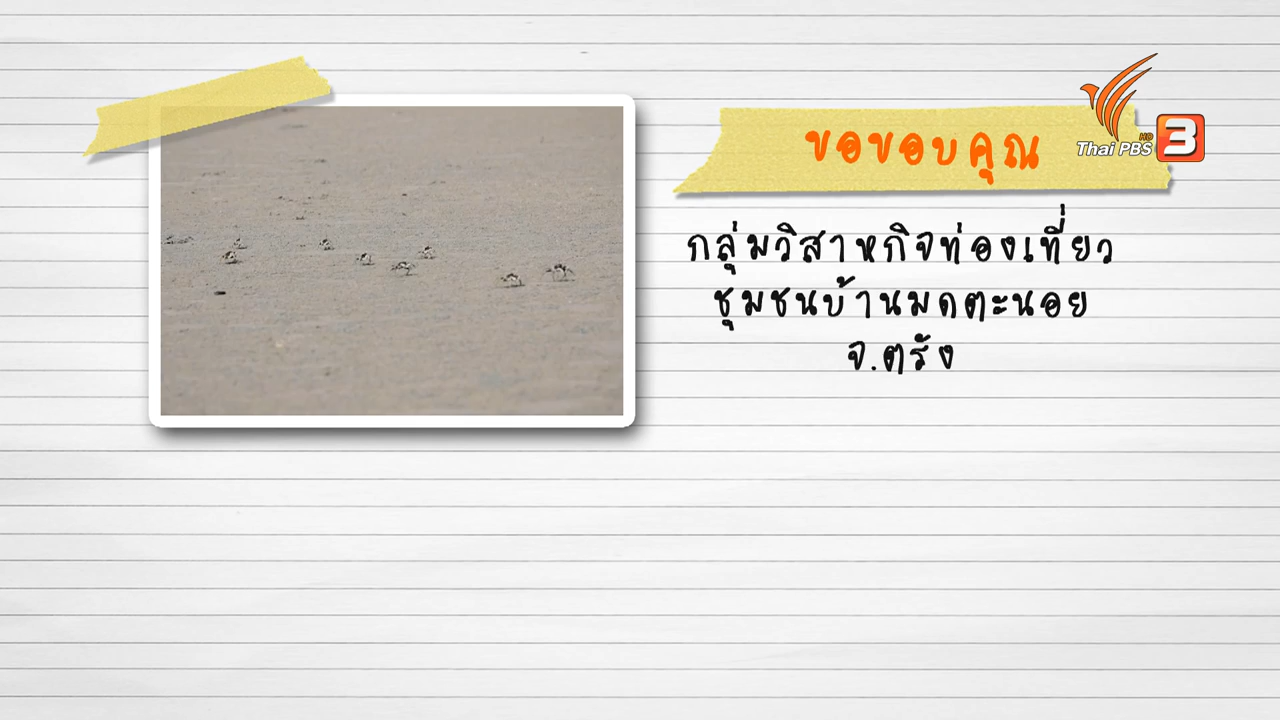 ขอขอบคุณ
Thai PBS HD 3
กลุ่มวิสาหกิจท่องเที่ยว
ชุมชนบ้านมดตะนอย
จ.ตรัง